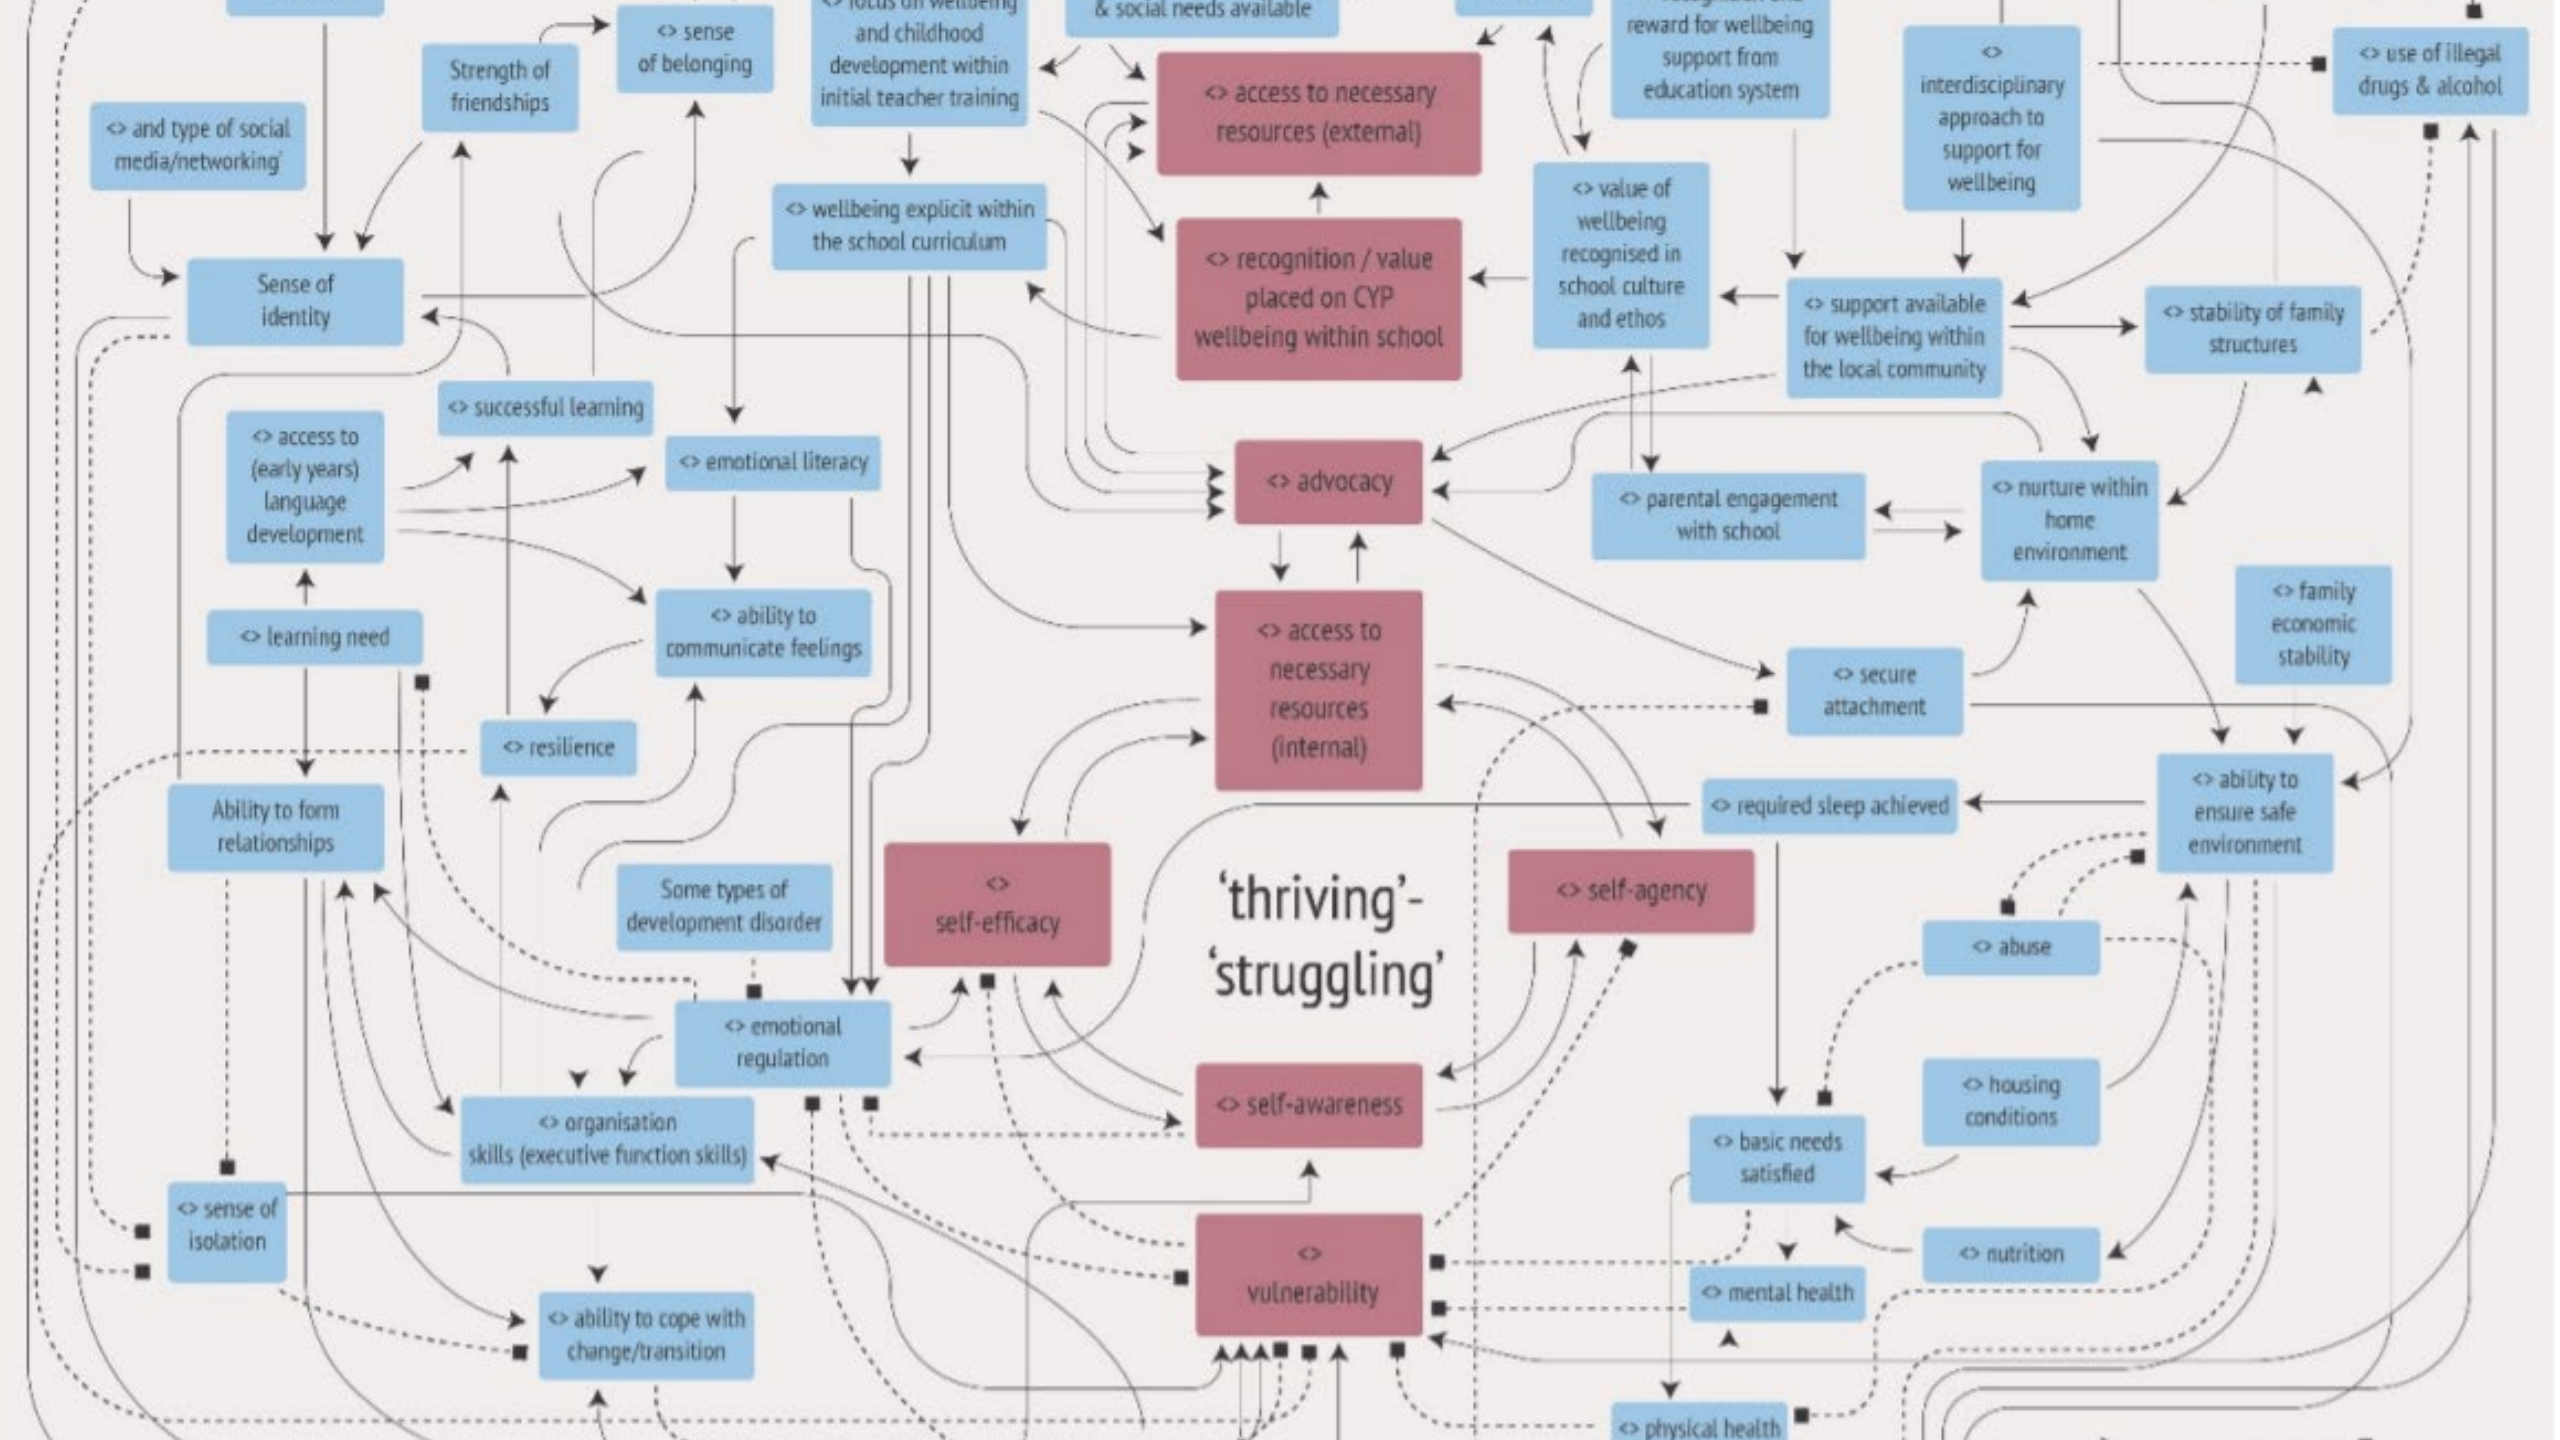 <> sense
of belonging
Strength of
friendships
<> and type of social
media/networking'
Sense of
identity
<> focus on wellbeing
and childhood
development within
initial teacher training
& social needs available
<> wellbeing explicit within
the school curriculum
<> access to necessary
resources (external)
<> recognition / value
placed on CYP
wellbeing within school
reward for wellbeing
support from
education system
<> value of
wellbeing
recognised in
school culture
and ethos
<>
interdisciplinary
approach to
support for
wellbeing
<> use of illegal
drugs & alcohol
<> support available
for wellbeing within
the local community
<> stability of family
structures
<> successful learning
<> access to
(early years)
language
development
<> emotional literacy
<> advocacy
<> parental engagement
with school
<> nurture within
home
environment
<> learning need
<> ability to
communicate feelings
<> access to
necessary
resources
(internal)
<> secure
attachment
<> family
economic
stability
<> resilience
Ability to form
relationships
<> required sleep achieved
<> ability to
ensure safe
environment
Some types of
development disorder
<>
self-efficacy
'thriving'-
'struggling'
<> self-agency
<> abuse
<> emotional
regulation
<> organisation
skills (executive function skills)
<> self-awareness
<> housing
conditions
<> basic needs
satisfied
<> sense of
isolation
<>
vulnerability
<> nutrition
<> mental health
<> ability to cope with
change/transition
<> physical health